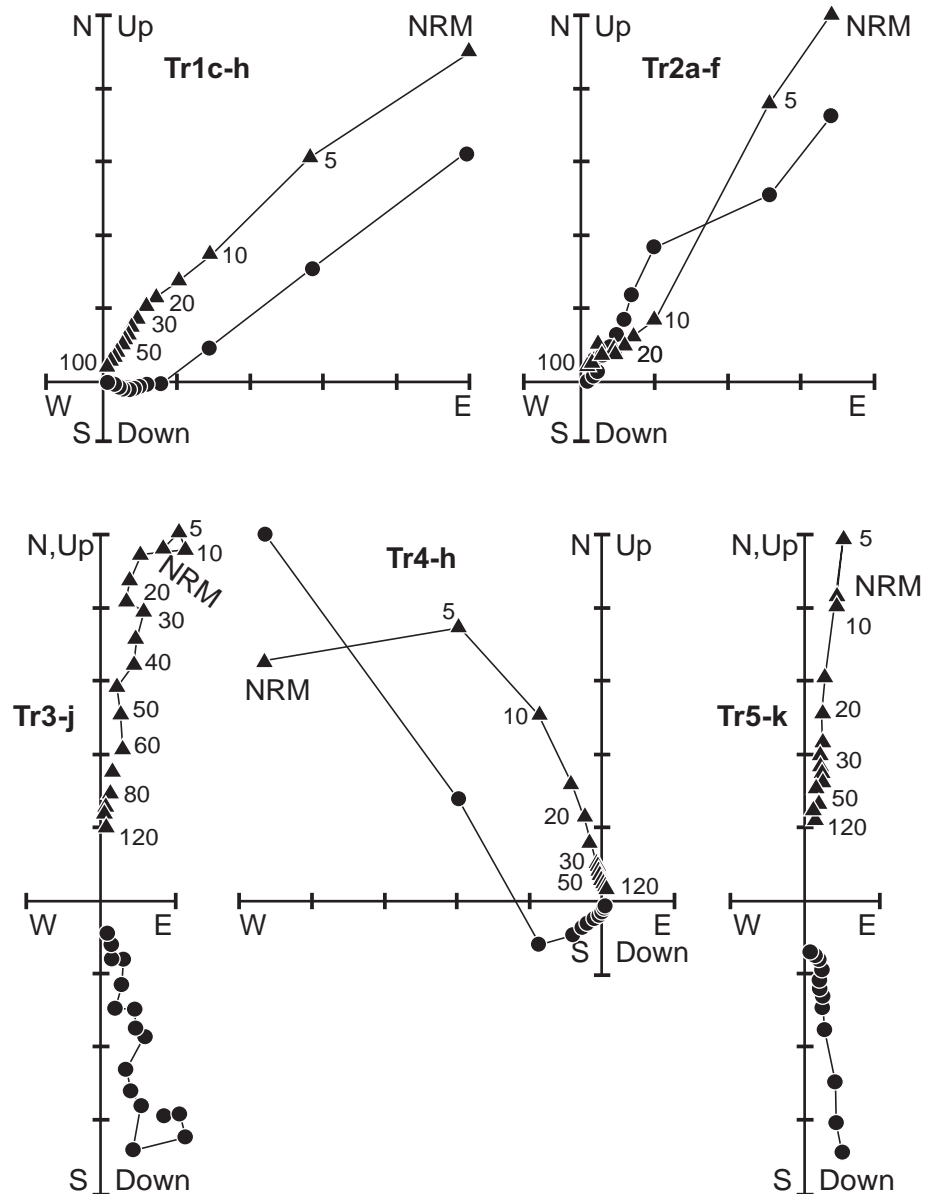 N Up NRM
Tr1c-h
5
10
20
30
50
100
W E
S Down
N Up NRM
Tr2a-f
5
10
20
100
W E
S Down
N,Up 5
10
NRM
20
30
40
Tr3-j 50
60
80
120
W E
S Down
N Up
Tr4-h
5
NRM
10
20
30
50 120
W E
S Down
N,Up 5
NRM
10
Tr5-k 20
30
50
120
W E
S Down